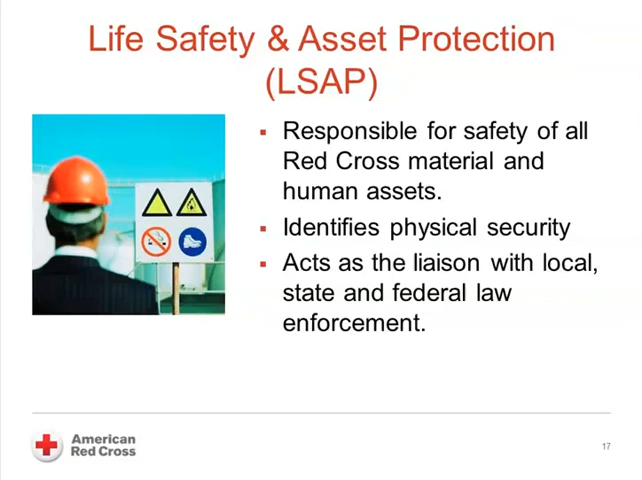 Life Safety & Asset Protection
(LSAP)
▪ Responsible for safety of all
Red Cross material and
human assets.
▪ Identifies physical security
▪ Acts as the liaison with local,
state and federal law
enforcement.
American
Red Cross
17